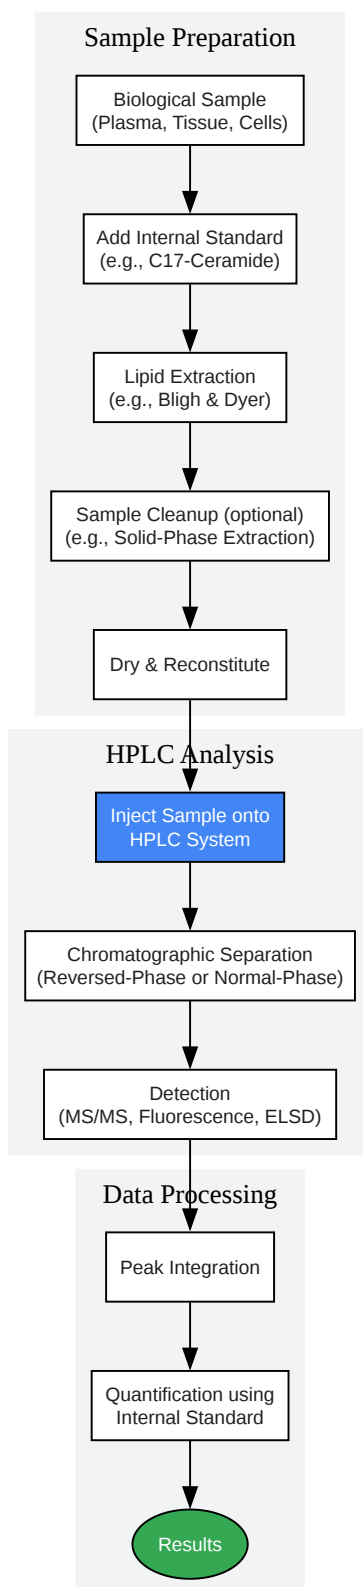 Sample Preparation
Biological Sample
(Plasma, Tissue, Cells)
Add Internal Standard
(e.g., C17-Ceramide)
Lipid Extraction
(e.g., Bligh & Dyer)
Sample Cleanup (optional)
(e.g., Solid-Phase Extraction)
Dry & Reconstitute
HPLC Analysis
Inject Sample onto
HPLC System
Chromatographic Separation
(Reversed-Phase or Normal-Phase)
Detection
(MS/MS, Fluorescence, ELSD)
Data Processing
Peak Integration
Quantification using
Internal Standard
Results